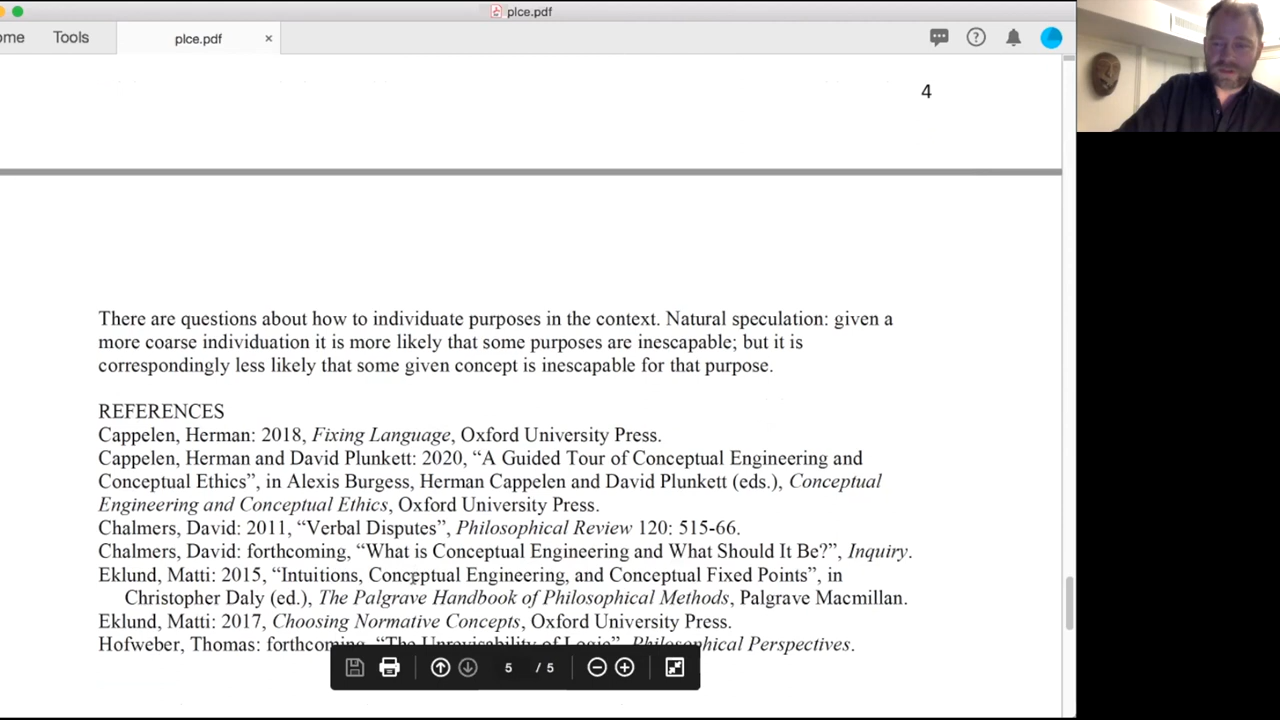 plce.pdf
ome Tools plce.pdf ×
4
There are questions about how to individuate purposes in the context. Natural speculation: given a
more coarse individuation it is more likely that some purposes are inescapable; but it is
correspondingly less likely that some given concept is inescapable for that purpose.
REFERENCES
Cappelen, Herman: 2018, Fixing Language, Oxford University Press.
Cappelen, Herman and David Plunkett: 2020, “A Guided Tour of Conceptual Engineering and
Conceptual Ethics”, in Alexis Burgess, Herman Cappelen and David Plunkett (eds.), Conceptual
Engineering and Conceptual Ethics, Oxford University Press.
Chalmers, David: 2011, “Verbal Disputes”, Philosophical Review 120: 515-66.
Chalmers, David: forthcoming, “What is Conceptual Engineering and What Should It Be?”, Inquiry.
Eklund, Matti: 2015, “Intuitions, Conceptual Engineering, and Conceptual Fixed Points”, in
Christopher Daly (ed.), The Palgrave Handbook of Philosophical Methods, Palgrave Macmillan.
Eklund, Matti: 2017, Choosing Normative Concepts, Oxford University Press.
Hofweber, Thomas: forthcoming, “The Unrevisability of Logic”, Philosophical Perspectives.
5 / 5